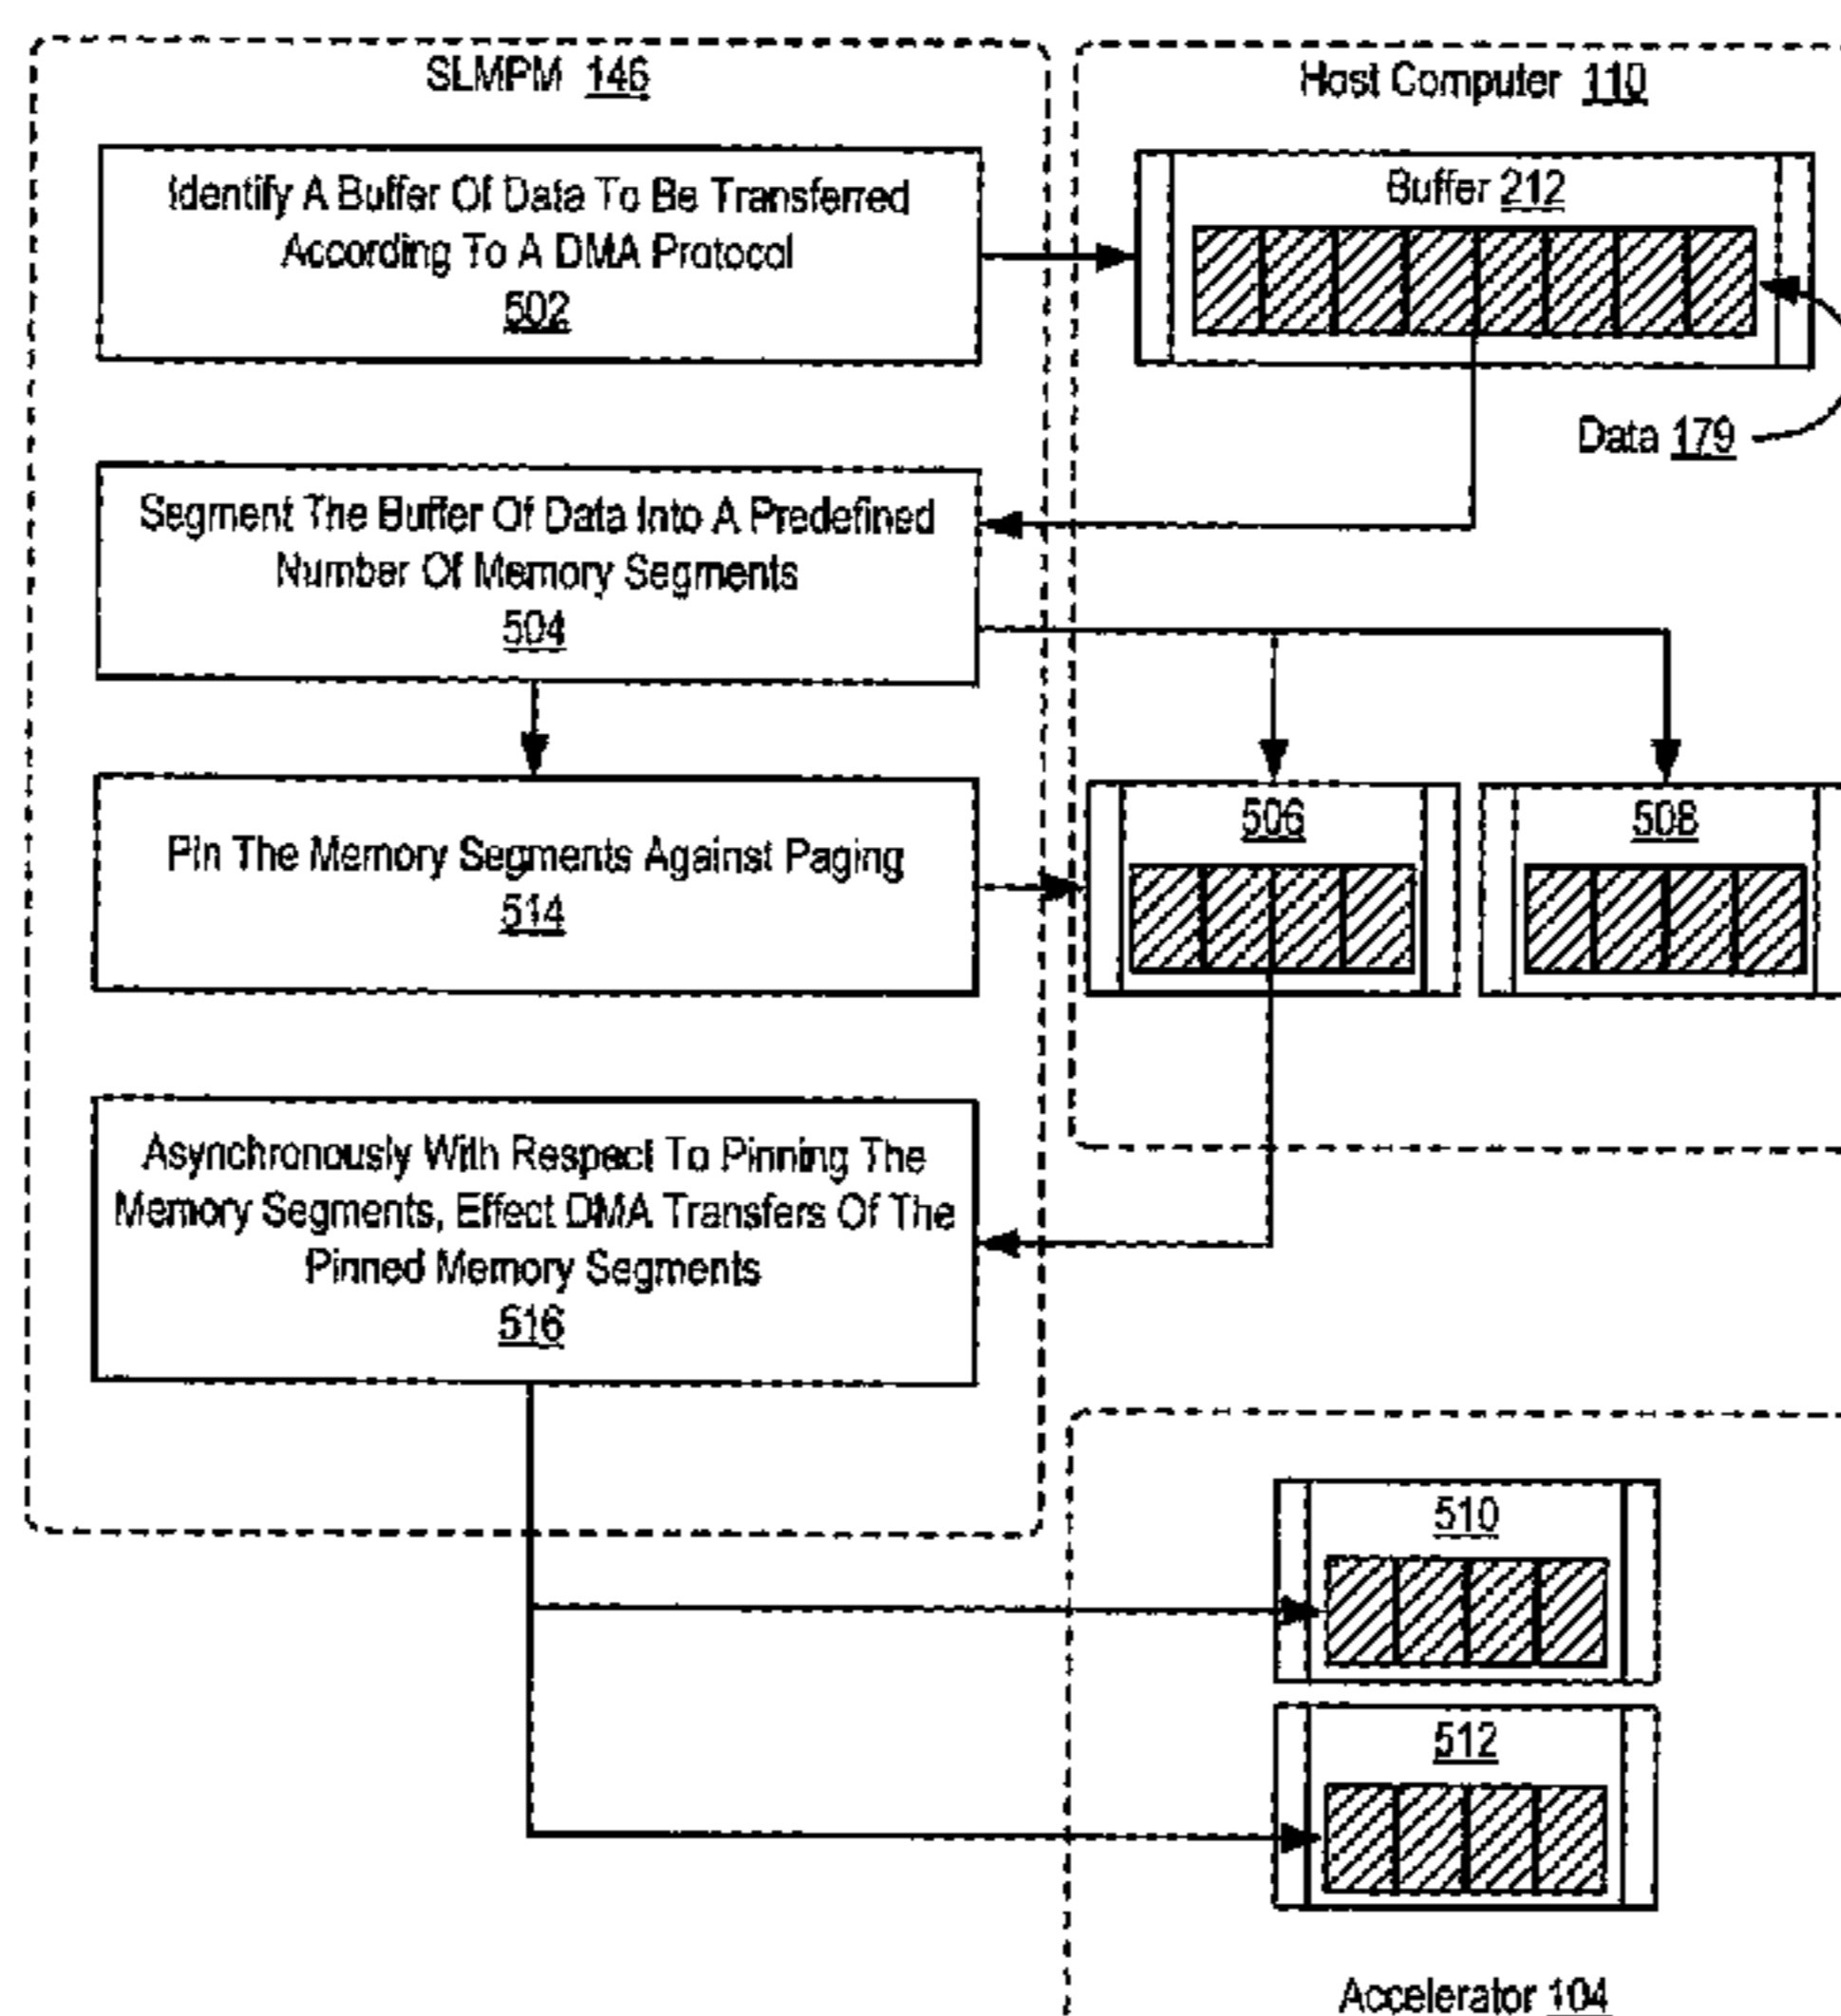 SLMPM 146
Host Computer 110
Identify A Buffer Of Data To Be Transferred
According To A DMA Protocol
502
Buffer 212
Data 179
Segment The Buffer Of Data Into A Predefined
Number Of Memory Segments
504
Pin The Memory Segments Against Paging
514
506
508
Asynchronously With Respect To Pinning The
Memory Segments, Effect DMA Transfers Of The
Pinned Memory Segments
516
510
512
Accelerator 104